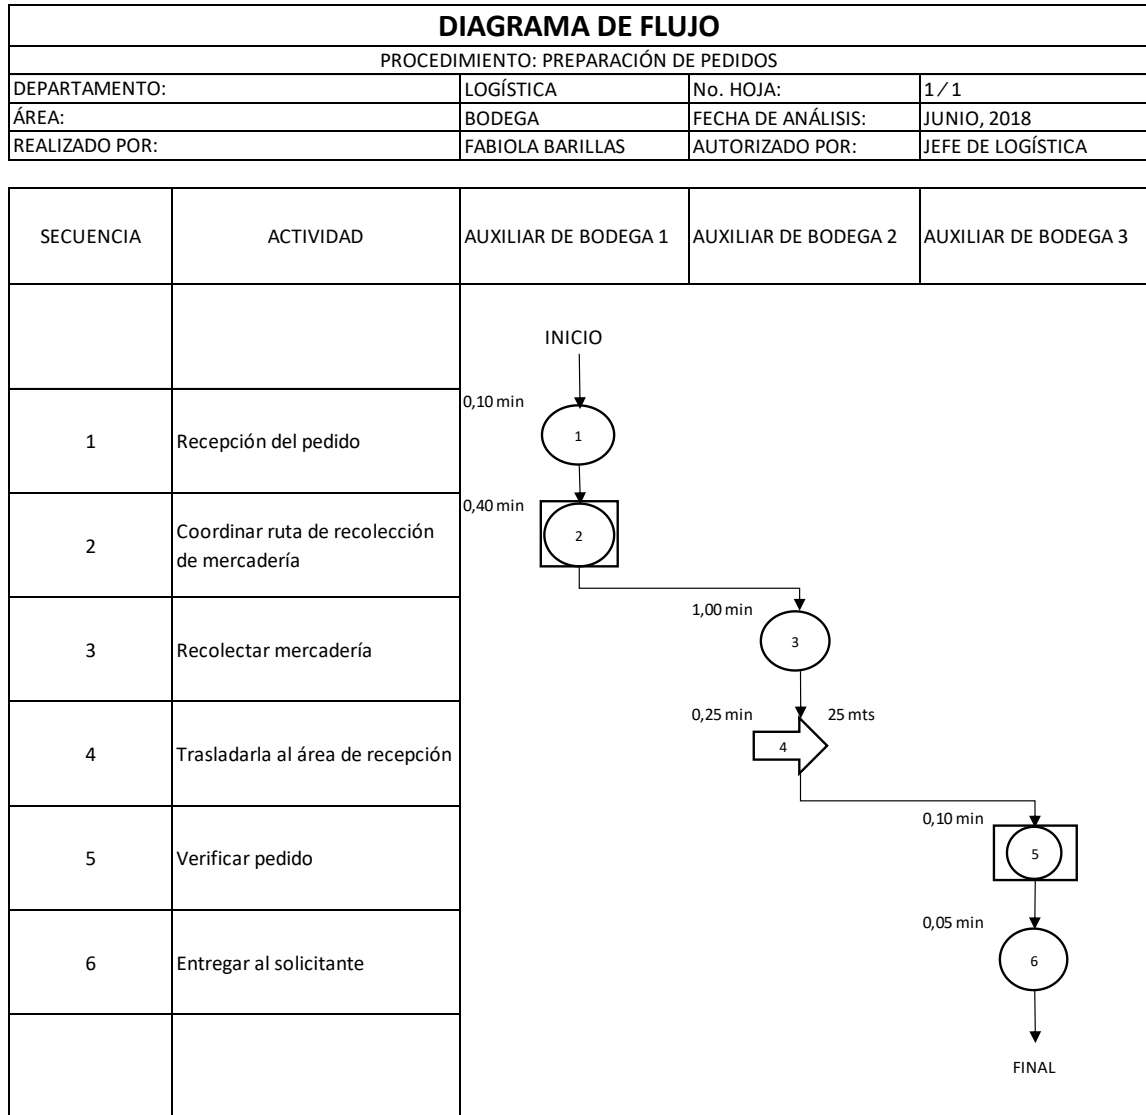 DIAGRAMA DE FLUJO
PROCEDIMIENTO: PREPARACIÓN DE PEDIDOS
DEPARTAMENTO: LOGÍSTICA No. HOJA: 1 ⁄ 1
ÁREA: BODEGA FECHA DE ANÁLISIS: JUNIO, 2018
REALIZADO POR: FABIOLA BARILLAS AUTORIZADO POR: JEFE DE LOGÍSTICA
SECUENCIA ACTIVIDAD AUXILIAR DE BODEGA 1 AUXILIAR DE BODEGA 2 AUXILIAR DE BODEGA 3
INICIO
0,10 min
1 Recepción del pedido 1
0,40 min
2 Coordinar ruta de recolección 2
de mercadería
1,00 min
3 Recolectar mercadería 3
0,25 min 25 mts
4 Trasladarla al área de recepción 4
0,10 min
5 Verificar pedido 5
0,05 min
6 Entregar al solicitante 6
FINAL